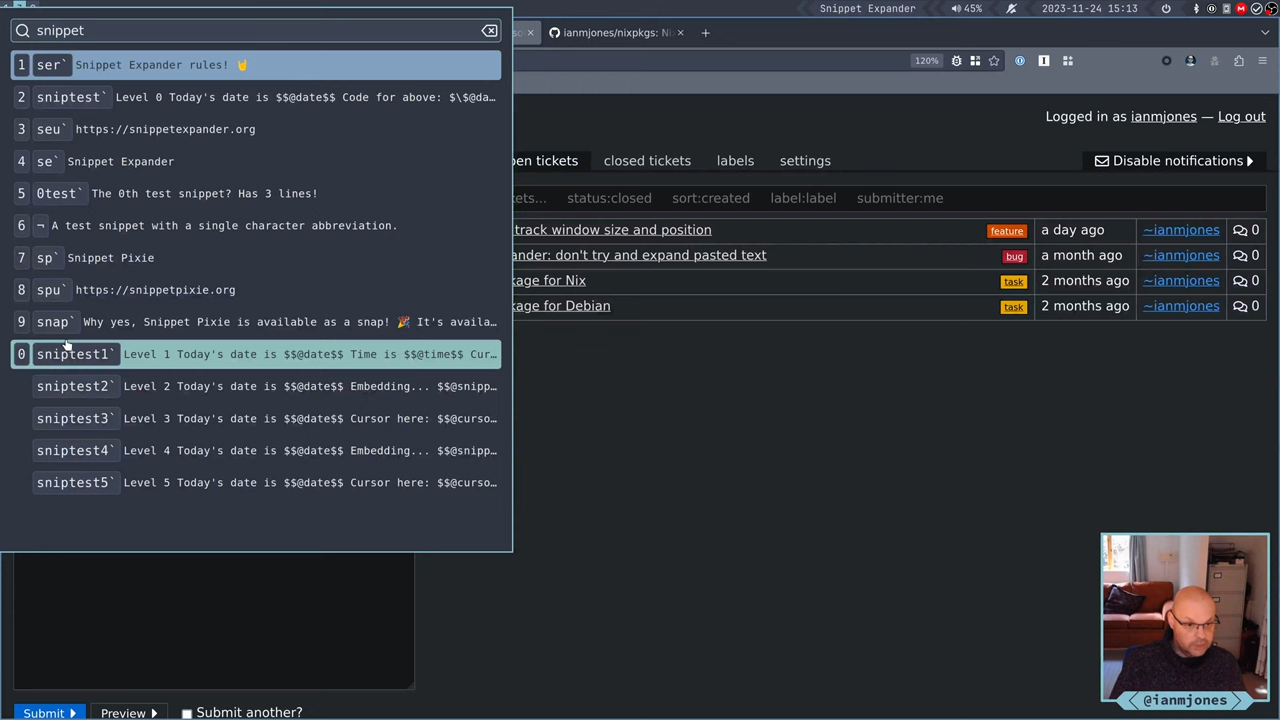 Snippet Expander
45%
2023-11-24 15:13
snippet
so
ianmjones/nixpkgs: Nix
120%
1 ser` Snippet Expander rules! 🤘
2 sniptest` Level 0 Today's date is $$@date$$ Code for above: $\$@da…
3 seu` https://snippetexpander.org
4 se` Snippet Expander
5 0test` The 0th test snippet? Has 3 lines!
6 ¬ A test snippet with a single character abbreviation.
7 sp` Snippet Pixie
8 spu` https://snippetpixie.org
9 snap` Why yes, Snippet Pixie is available as a snap! 🎉 It's availa…
0 sniptest1` Level 1 Today's date is $$@date$$ Time is $$@time$$ Cur…
sniptest2` Level 2 Today's date is $$@date$$ Embedding... $$@snipp…
sniptest3` Level 3 Today's date is $$@date$$ Cursor here: $$@curso…
sniptest4` Level 4 Today's date is $$@date$$ Embedding... $$@snipp…
sniptest5` Level 5 Today's date is $$@date$$ Cursor here: $$@curso…
Logged in as ianmjones — Log out
en tickets closed tickets labels settings
Disable notifications
kets... status:closed sort:created label:label submitter:me
track window size and position feature a day ago ~ianmjones 0
ander: don't try and expand pasted text bug a month ago ~ianmjones 0
kage for Nix task 2 months ago ~ianmjones 0
kage for Debian task 2 months ago ~ianmjones 0
Submit Preview Submit another?
@ianmjones